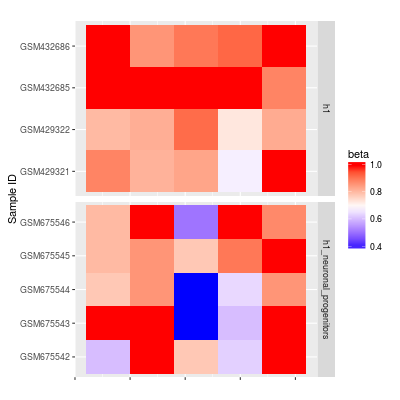 GSM432686
GSM432685
GSM429322
GSM429321
h1
GSM675546
GSM675545
GSM675544
GSM675543
GSM675542
h1_neuronal_progenitors
Sample ID
beta
1.0
0.8
0.6
0.4